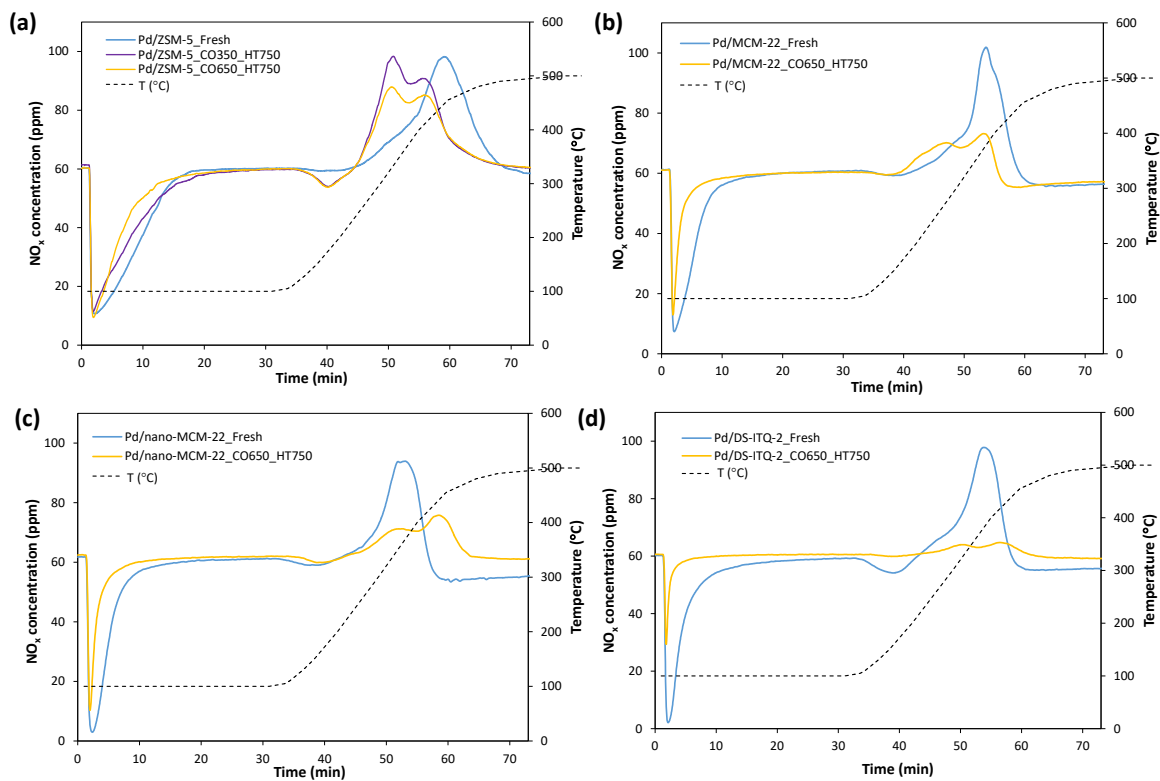 (a)
Pd/ZSM-5_Fresh
Pd/ZSM-5_CO350_HT750
Pd/ZSM-5_CO650_HT750
T (°C)
NOx concentration (ppm)
0
20
40
60
80
100
Temperature (°C)
0
100
200
300
400
500
600
0 10 20 30 40 50 60 70
Time (min)
(b)
Pd/MCM-22_Fresh
Pd/MCM-22_CO650_HT750
T (°C)
NOx concentration (ppm)
0
20
40
60
80
100
Temperature (°C)
0
100
200
300
400
500
600
0 10 20 30 40 50 60 70
Time (min)
(c)
Pd/nano-MCM-22_Fresh
Pd/nano-MCM-22_CO650_HT750
T (°C)
NOx concentration (ppm)
0
20
40
60
80
100
Temperature (°C)
0
100
200
300
400
500
600
0 10 20 30 40 50 60 70
Time (min)
(d)
Pd/DS-ITQ-2_Fresh
Pd/DS-ITQ-2_CO650_HT750
T (°C)
NOx concentration (ppm)
0
20
40
60
80
100
Temperature (°C)
0
100
200
300
400
500
600
0 10 20 30 40 50 60 70
Time (min)